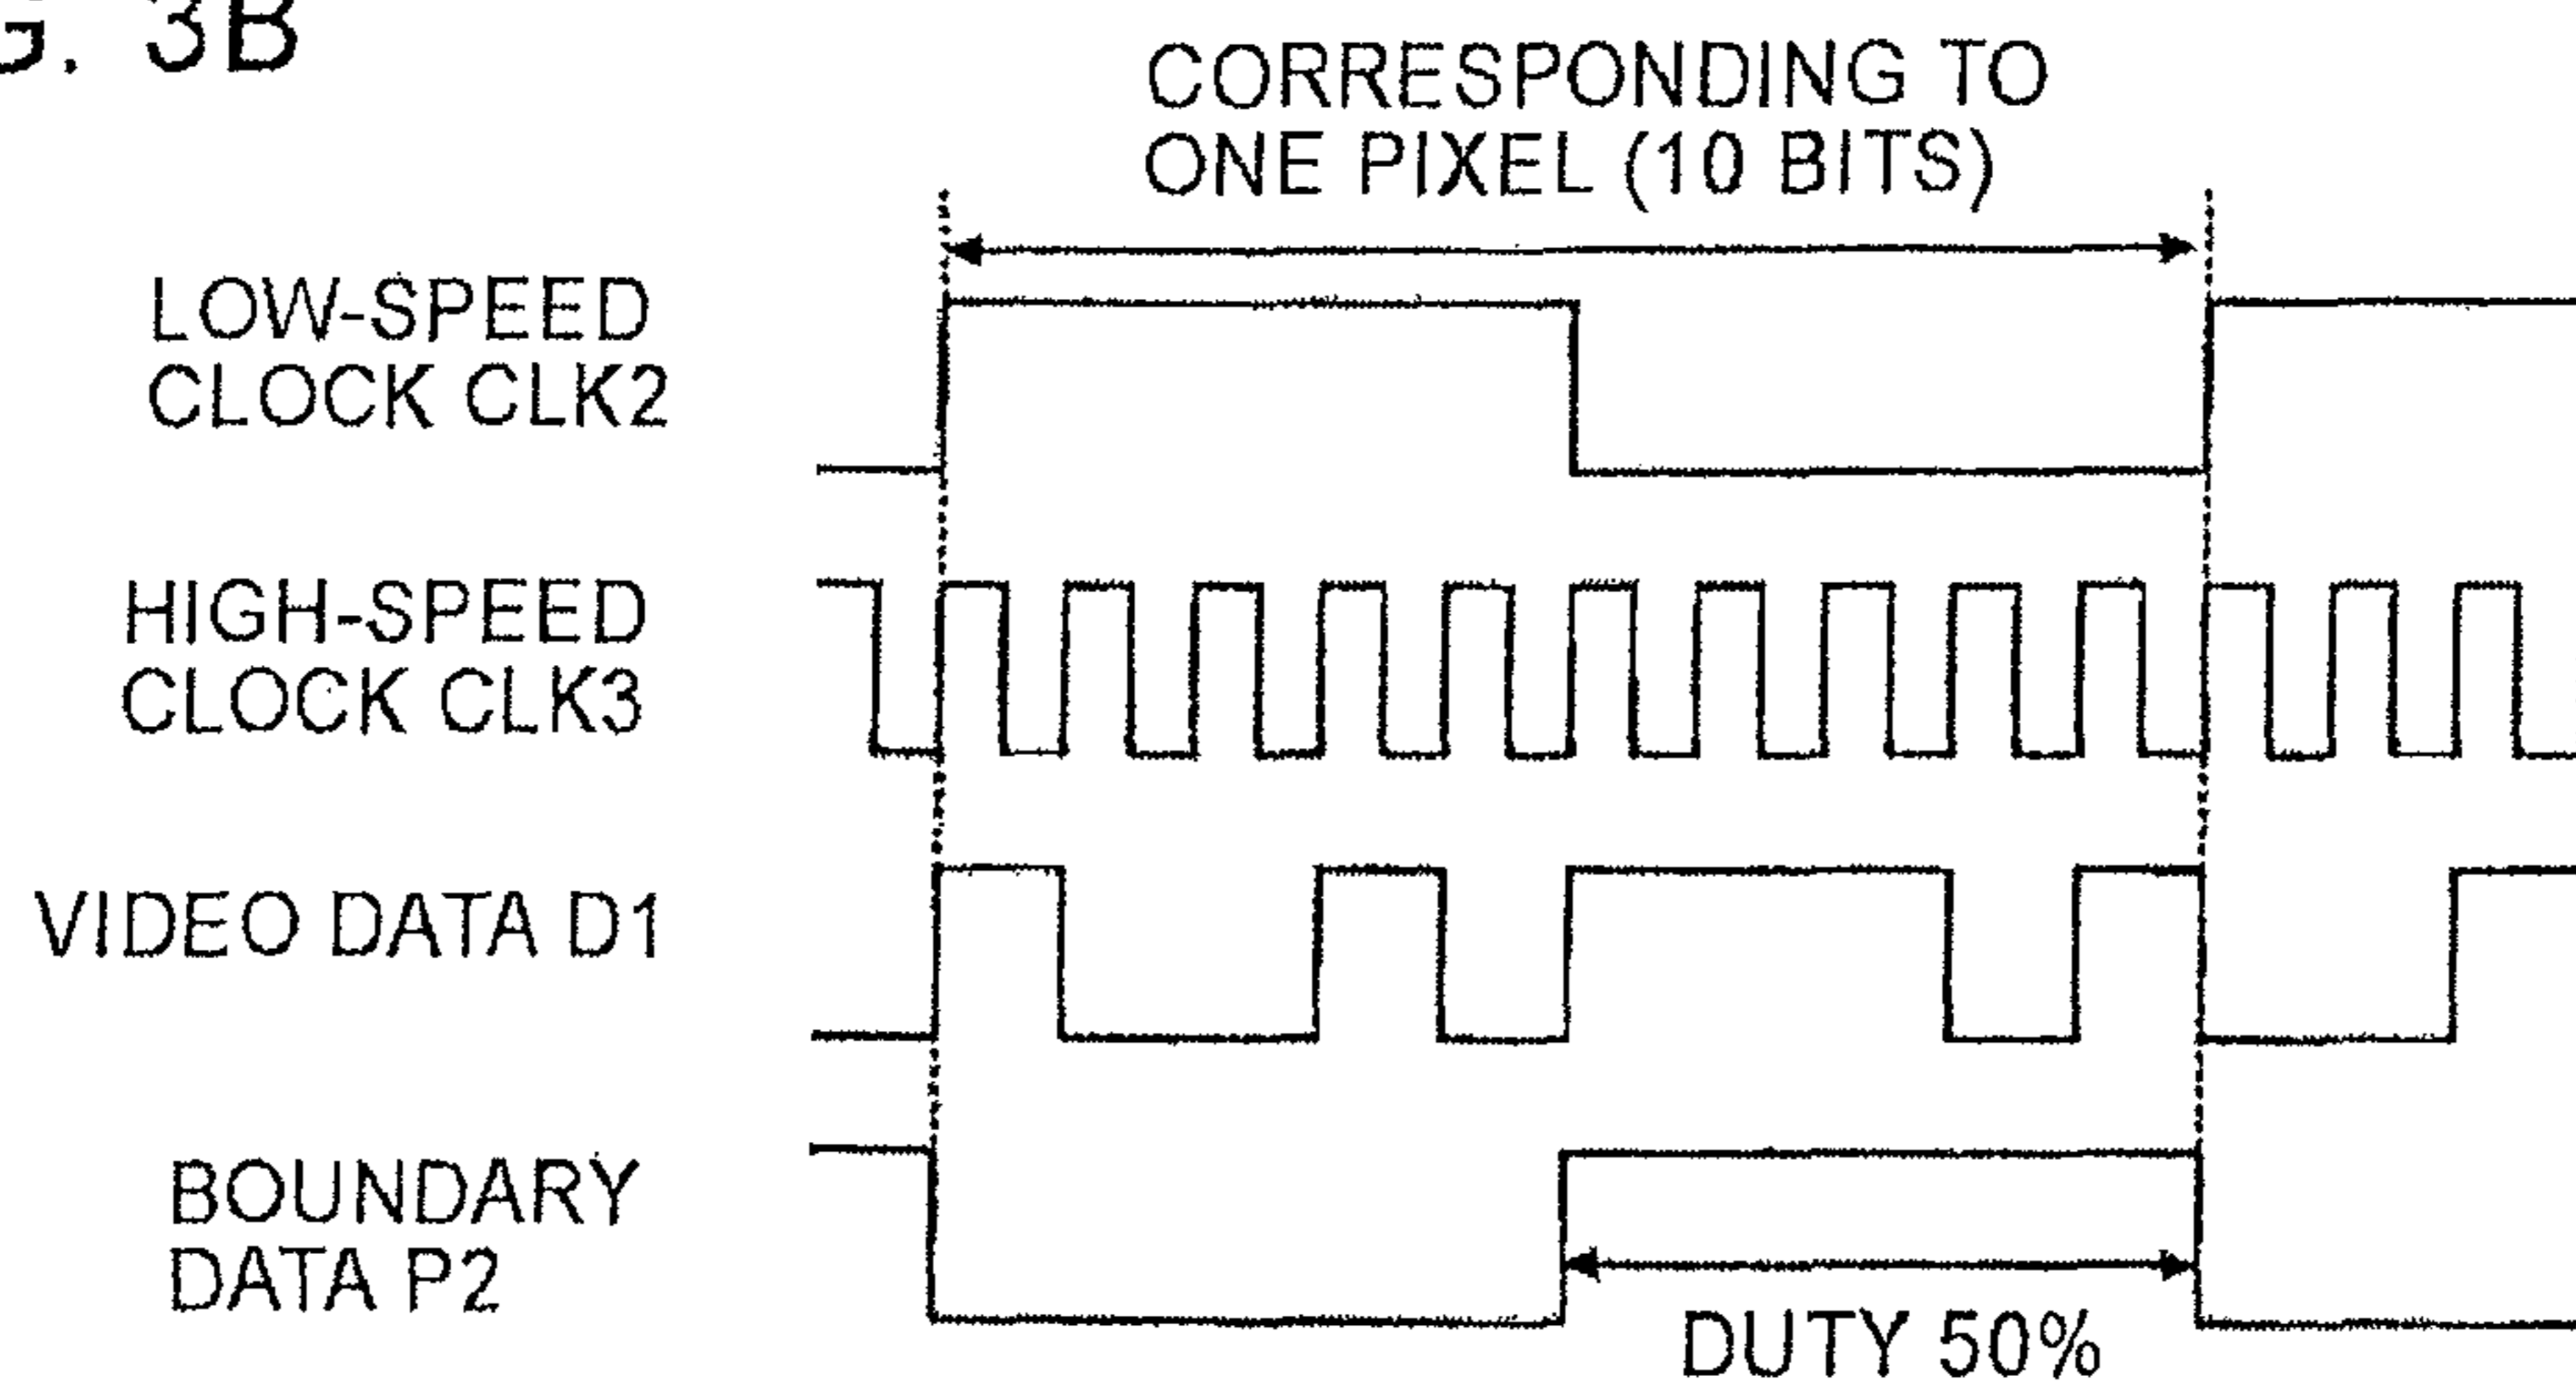 G. 3B
CORRESPONDING TO
ONE PIXEL (10 BITS)
LOW-SPEED
CLOCK CLK2
HIGH-SPEED
CLOCK CLK3
VIDEO DATA D1
BOUNDARY
DATA P2
DUTY 50%